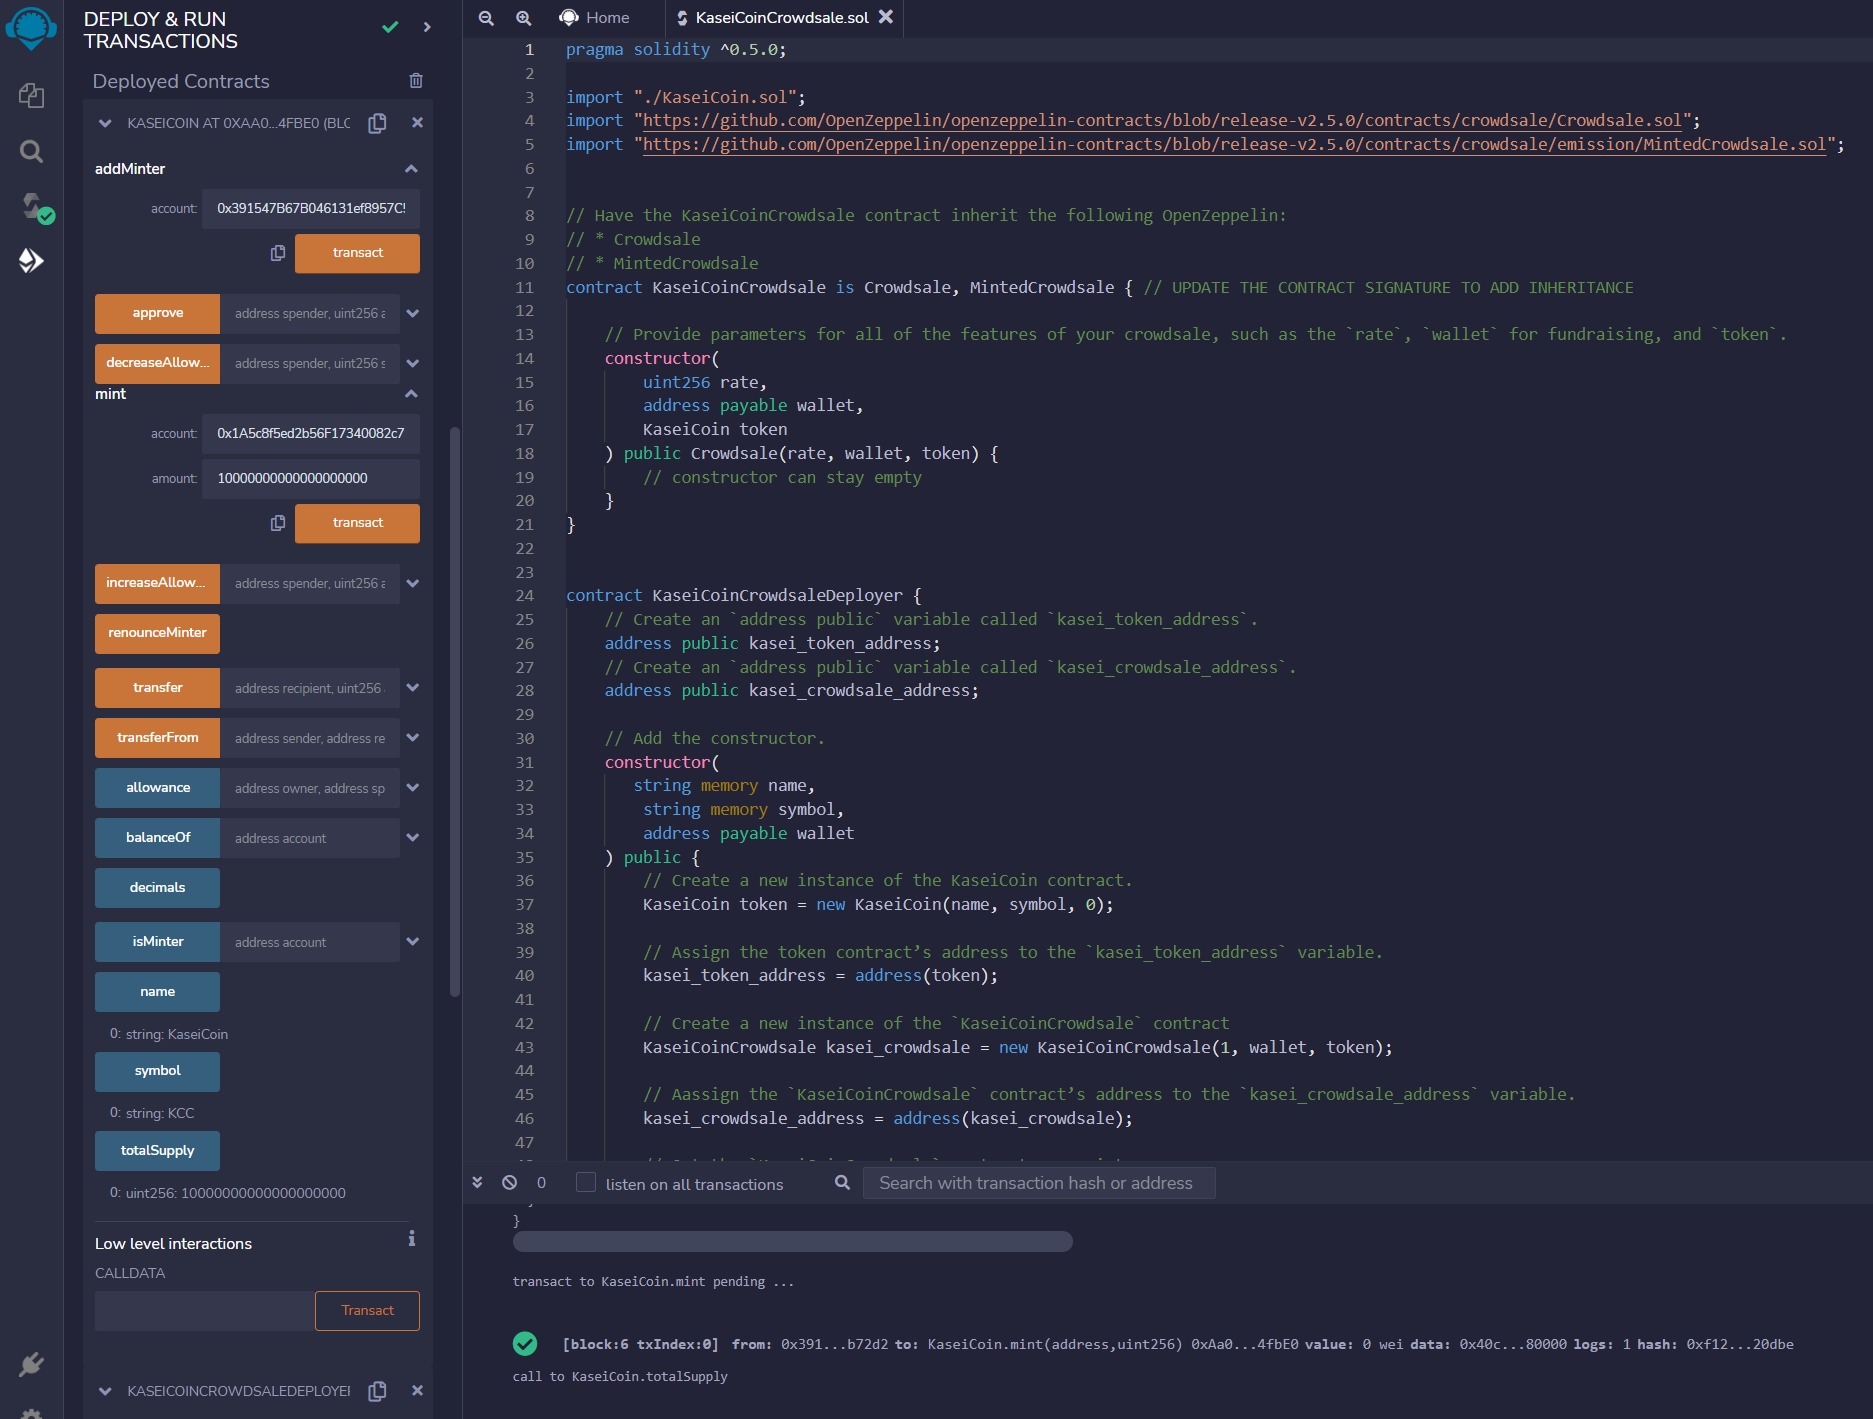 DEPLOY & RUN
TRANSACTIONS
Deployed Contracts
KASEICOIN AT 0XAA0...4FBE0 (BLC
addMinter
account: 0x391547B67B046131ef8957C!
transact
approve address spender, uint256 a
decreaseAllow... address spender, uint256 s
mint
account: 0x1A5c8f5ed2b56F17340082c7
amount: 10000000000000000000
transact
increaseAllow... address spender, uint256 a
renounceMinter
transfer address recipient, uint256
transferFrom address sender, address re
allowance address owner, address sp
balanceOf address account
decimals
isMinter address account
name
0: string: KaseiCoin
symbol
0: string: KCC
totalSupply
0: uint256: 10000000000000000000
Low level interactions
CALLDATA
Transact
KASEICOINCROWDSALEDEPLOYE
Home
KaseiCoinCrowdsale.sol
1 pragma solidity ^0.5.0;
2
3 import "./KaseiCoin.sol";
4 import "https://github.com/OpenZeppelin/openzeppelin-contracts/blob/release-v2.5.0/contracts/crowdsale/Crowdsale.sol";
5 import "https://github.com/OpenZeppelin/openzeppelin-contracts/blob/release-v2.5.0/contracts/crowdsale/emission/MintedCrowdsale.sol";
6
7
8 // Have the KaseiCoinCrowdsale contract inherit the following OpenZeppelin:
9 // * Crowdsale
10 // * MintedCrowdsale
11 contract KaseiCoinCrowdsale is Crowdsale, MintedCrowdsale { // UPDATE THE CONTRACT SIGNATURE TO ADD INHERITANCE
12
13 // Provide parameters for all of the features of your crowdsale, such as the `rate`, `wallet` for fundraising, and `token`.
14 constructor(
15 uint256 rate,
16 address payable wallet,
17 KaseiCoin token
18 ) public Crowdsale(rate, wallet, token) {
19 // constructor can stay empty
20 }
21 }
22
23
24 contract KaseiCoinCrowdsaleDeployer {
25 // Create an `address public` variable called `kasei_token_address`.
26 address public kasei_token_address;
27 // Create an `address public` variable called `kasei_crowdsale_address`.
28 address public kasei_crowdsale_address;
29
30 // Add the constructor.
31 constructor(
32 string memory name,
33 string memory symbol,
34 address payable wallet
35 ) public {
36 // Create a new instance of the KaseiCoin contract.
37 KaseiCoin token = new KaseiCoin(name, symbol, 0);
38
39 // Assign the token contract’s address to the `kasei_token_address` variable.
40 kasei_token_address = address(token);
41
42 // Create a new instance of the `KaseiCoinCrowdsale` contract
43 KaseiCoinCrowdsale kasei_crowdsale = new KaseiCoinCrowdsale(1, wallet, token);
44
45 // Aassign the `KaseiCoinCrowdsale` contract’s address to the `kasei_crowdsale_address` variable.
46 kasei_crowdsale_address = address(kasei_crowdsale);
47
0 listen on all transactions Search with transaction hash or address
}
transact to KaseiCoin.mint pending ...
[block:6 txIndex:0] from: 0x391...b72d2 to: KaseiCoin.mint(address,uint256) 0xAa0...4fbE0 value: 0 wei data: 0x40c...80000 logs: 1 hash: 0xf12...20dbe
call to KaseiCoin.totalSupply